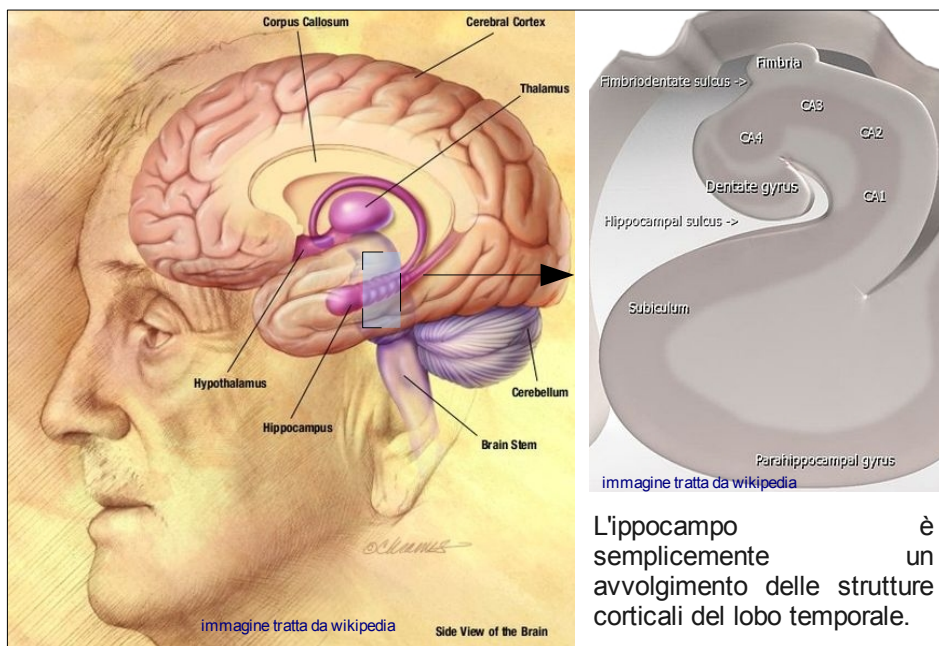 Corpus Callosum
Cerebral Cortex
Thalamus
Hypothalamus
Hippocampus
Brain Stem
Cerebellum
immagine tratta da wikipedia
Side View of the Brain
Fimbria
Fimbriodentate sulcus ->
CA3
CA2
CA4
Dentate gyrus
CA1
Hippocampal sulcus ->
Subiculum
Parahippocampal gyrus
immagine tratta da wikipedia
L'ippocampo è
semplicemente un
avvolgimento delle strutture
corticali del lobo temporale.